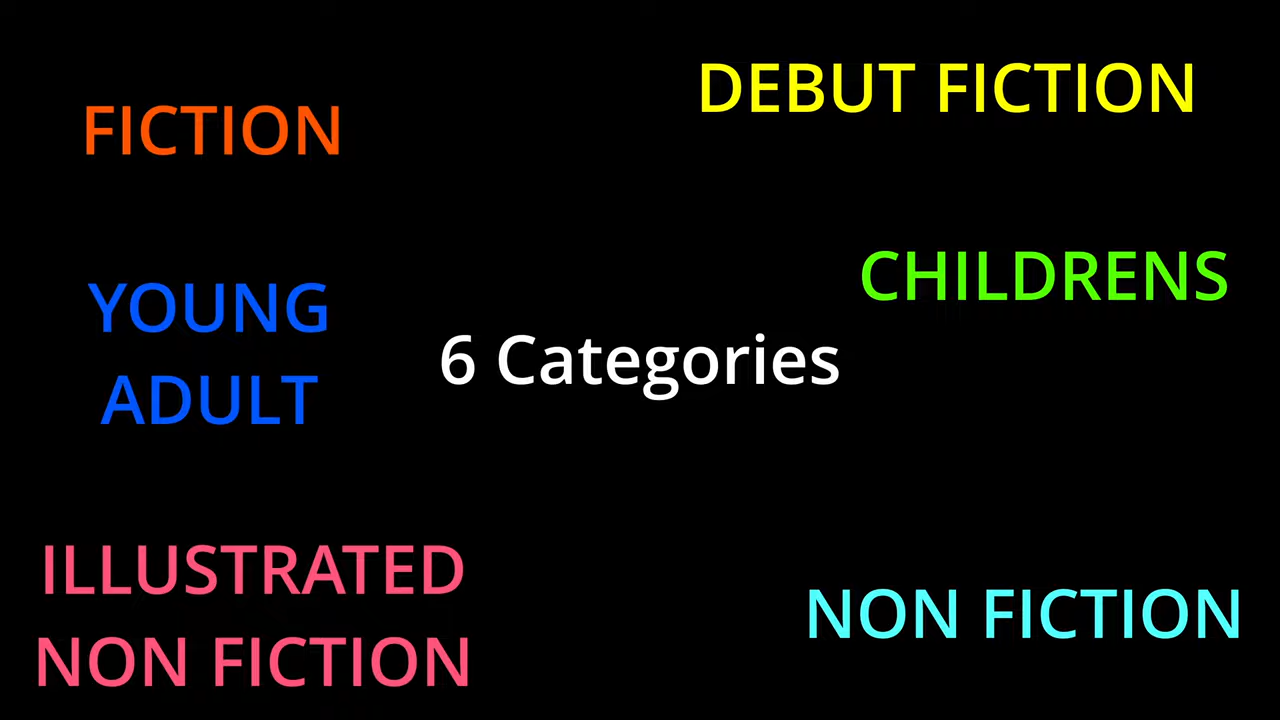 FICTION
DEBUT FICTION
YOUNG
ADULT
CHILDRENS
6 Categories
ILLUSTRATED
NON FICTION
NON FICTION